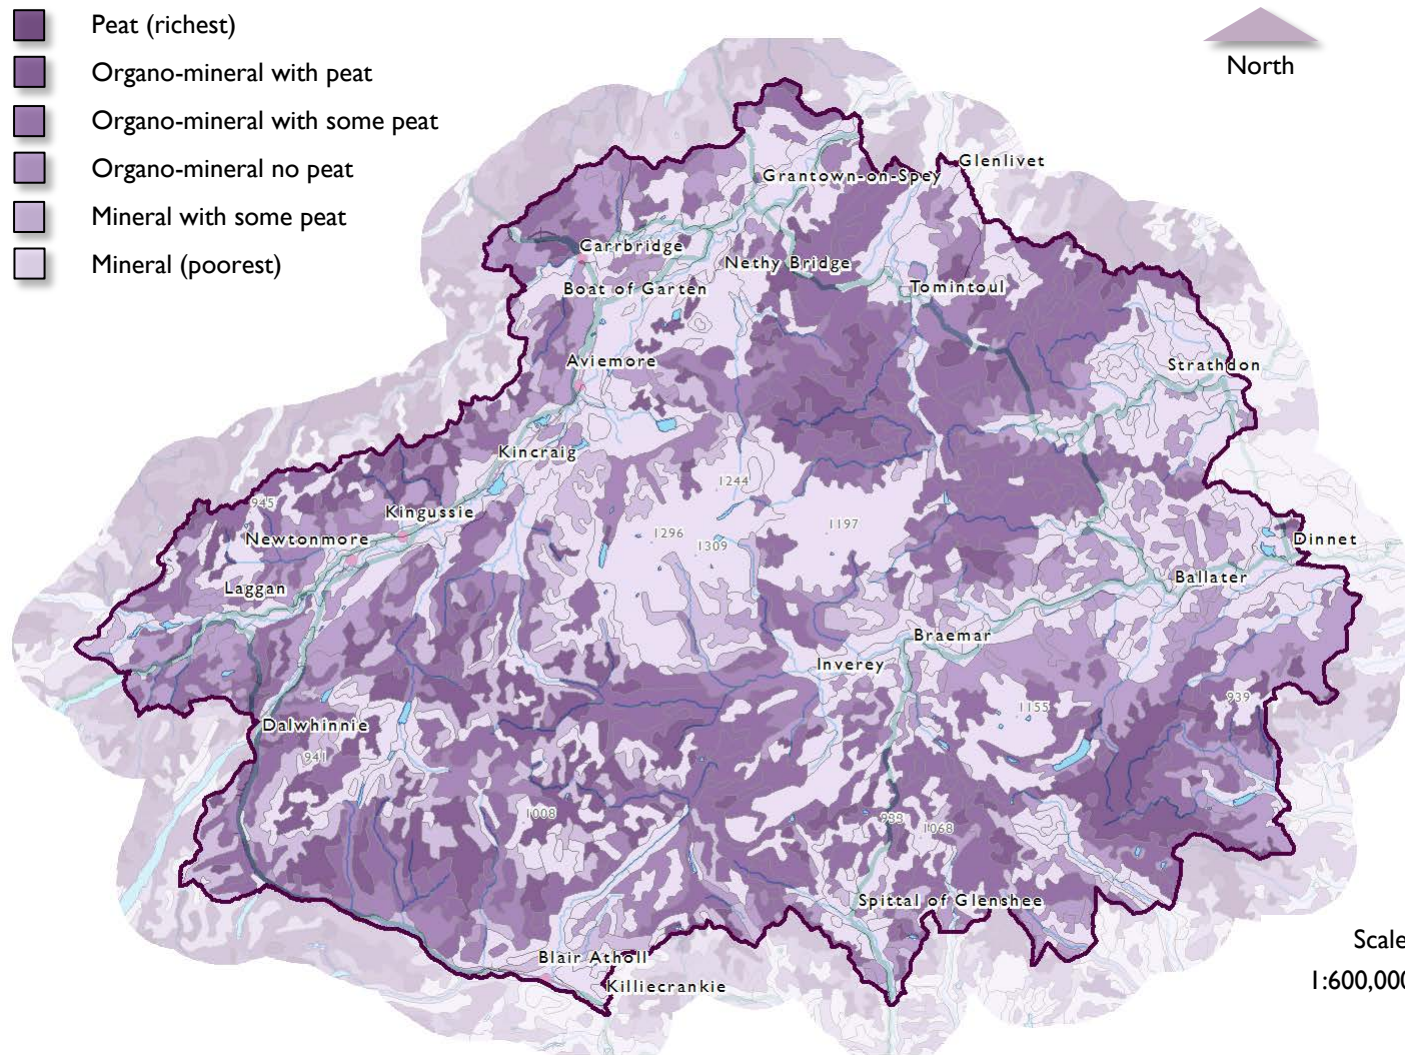 Peat (richest)
Organo-mineral with peat
Organo-mineral with some peat
Organo-mineral no peat
Mineral with some peat
Mineral (poorest)
North
Glenlivet
Grantown-on-Spey
Carrbridge
Nethy Bridge
Boat of Garten
Tomintoul
Aviemore
Strathdon
Kincraig
1244
945
Kingussie
1296
1309
1197
Newtonmore
Dinnet
Laggan
Ballater
Braemar
Inverey
939
1155
Dalwhinnie
941
1008
933
1068
Spittal of Glenshee
Blair Atholl
Killiecrankie
Scale
1:600,000